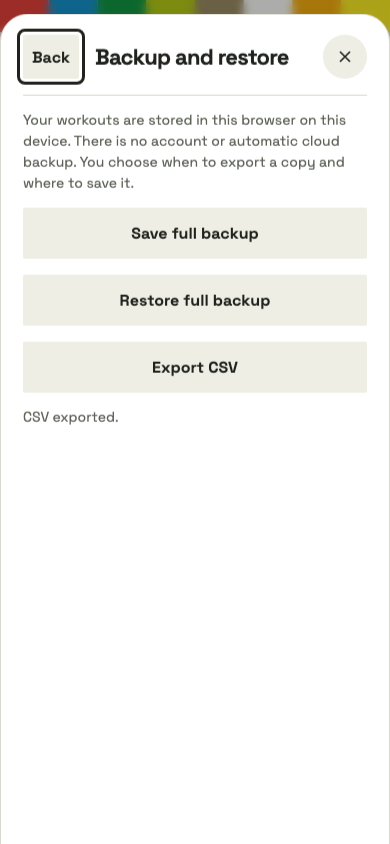 Back
Backup and restore
Your workouts are stored in this browser on this
device. There is no account or automatic cloud
backup. You choose when to export a copy and
where to save it.
Save full backup
Restore full backup
Export CSV
CSV exported.